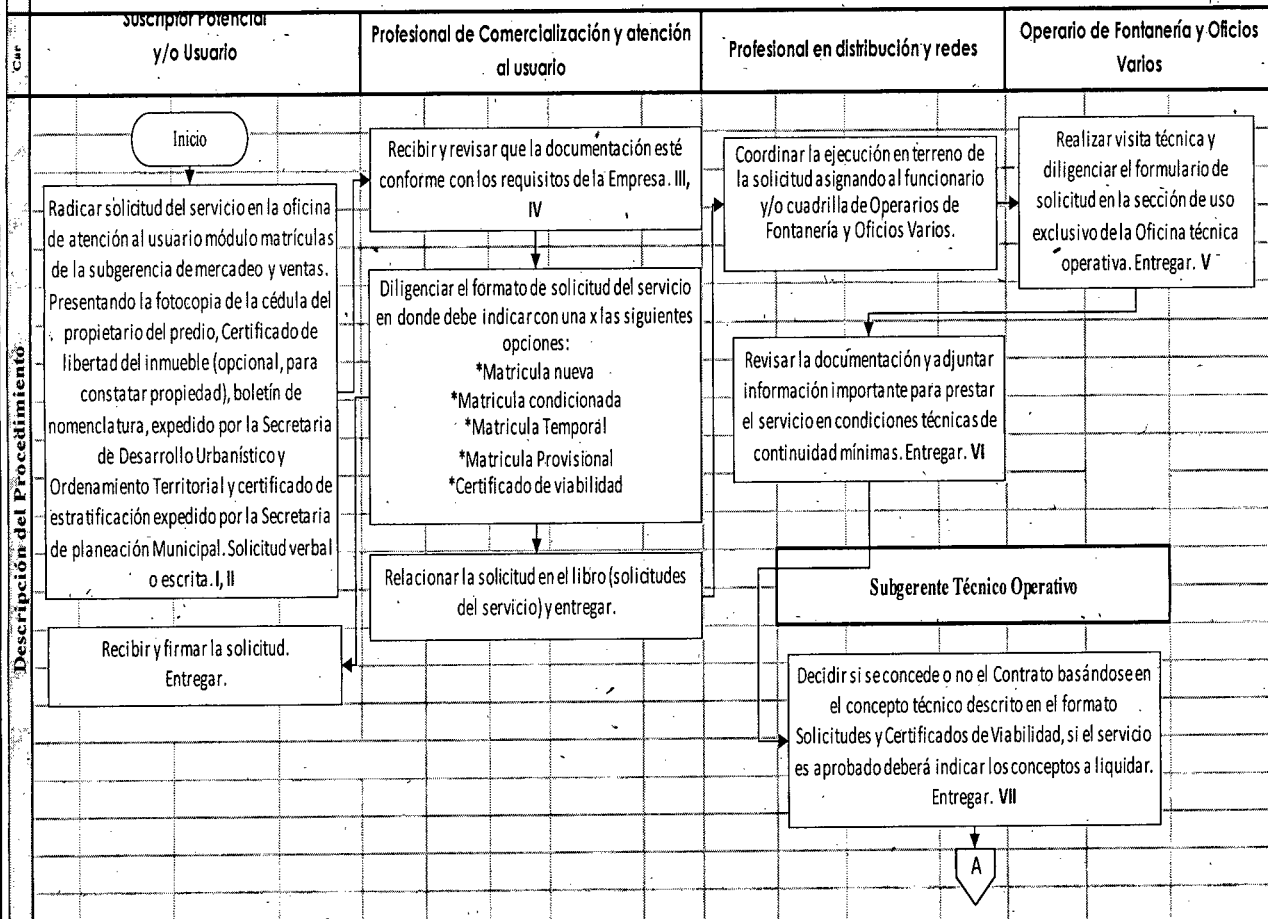 Car
Suscriptor Potencial
y/o Usuario
Profesional de Comercialización y atención
al usuario
Profesional en distribución y redes
Operario de Fontanería y Oficios
Varios
Descripción del Procedimiento
Inicio
Radicar solicitud del servicio en la oficina
de atención al usuario módulo matrículas
de la subgerencia de mercadeo y ventas.
Presentando la fotocopia de la cédula del
propietario del predio, Certificado de
libertad del inmueble (opcional, para
constatar propiedad), boletín de
nomenclatura, expedido por la Secretaria
de Desarrollo Urbanístico y
Ordenamiento Territorial y certificado de
estratificación expedido por la Secretaria
de planeación Municipal. Solicitud verbal
o escrita. I, II
Recibir y firmar la solicitud.
Entregar.
Recibir y revisar que la documentación esté
conforme con los requisitos de la Empresa. III,
IV
Diligenciar el formato de solicitud del servicio
en donde debe indicar con una x las siguientes
opciones:
*Matricula nueva
*Matricula condicionada
*Matricula Temporal
*Matricula Provisional
*Certificado de viabilidad
Relacionar la solicitud en el libro (solicitudes
del servicio) y entregar.
Coordinar la ejecución en terreno de
la solicitud asignando al funcionario
y/o cuadrilla de Operarios de
Fontanería y Oficios Varios.
Realizar visita técnica y
diligenciar el formulario de
solicitud en la sección de uso
exclusivo de la Oficina técnica
operativa. Entregar. V
Revisar la documentación y adjuntar
información importante para prestar
el servicio en condiciones técnicas de
continuidad mínimas. Entregar. VI
Subgerente Técnico Operativo
Decidir si se concede o no el Contrato basándose en
el concepto técnico descrito en el formato
Solicitudes y Certificados de Viabilidad, si el servicio
es aprobado deberá indicar los conceptos a liquidar.
Entregar. VII
A